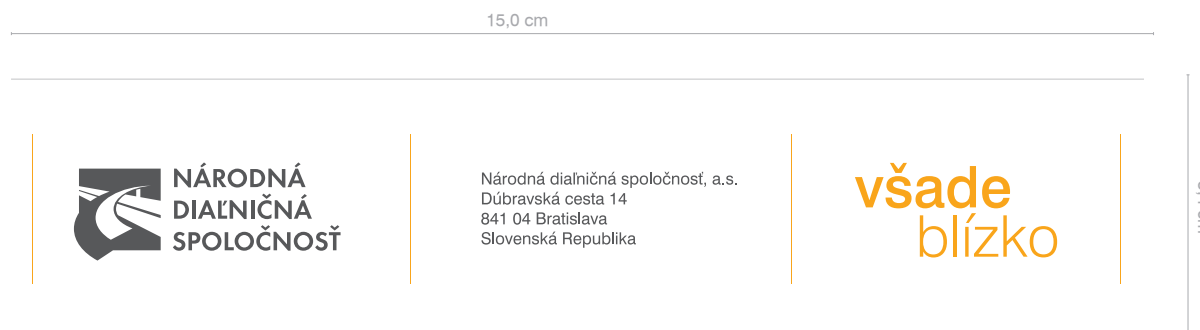 15,0 cm
NÁRODNÁ
DIAĽNIČNÁ
SPOLOČNOSŤ
Národná diaľničná spoločnosť, a.s.
Dúbravská cesta 14
841 04 Bratislava
Slovenská Republika
všade
blízko